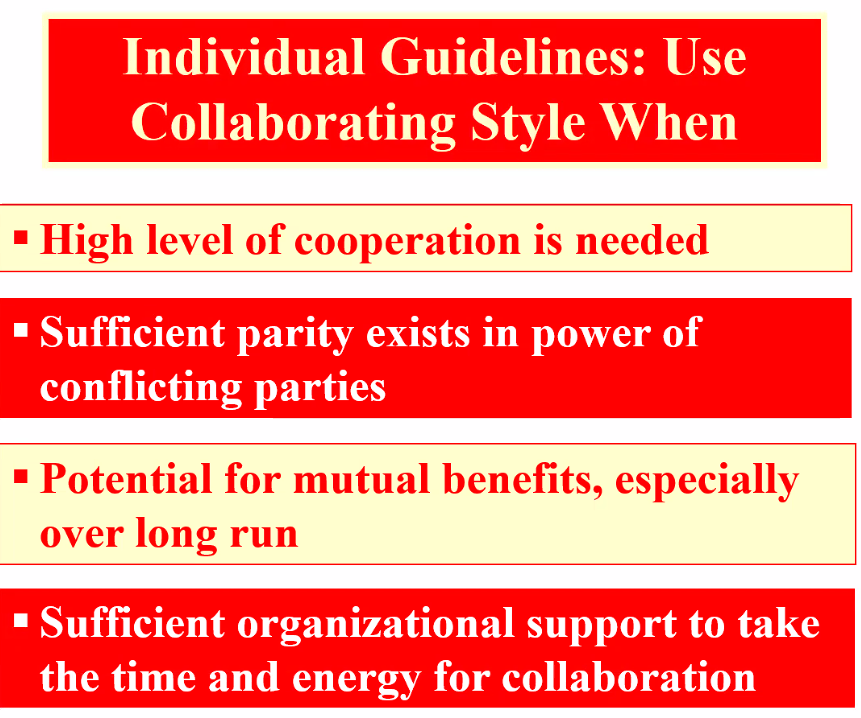 Individual Guidelines: Use
Collaborating Style When
▪ High level of cooperation is needed
▪ Sufficient parity exists in power of
conflicting parties
▪ Potential for mutual benefits, especially
over long run
▪ Sufficient organizational support to take
the time and energy for collaboration